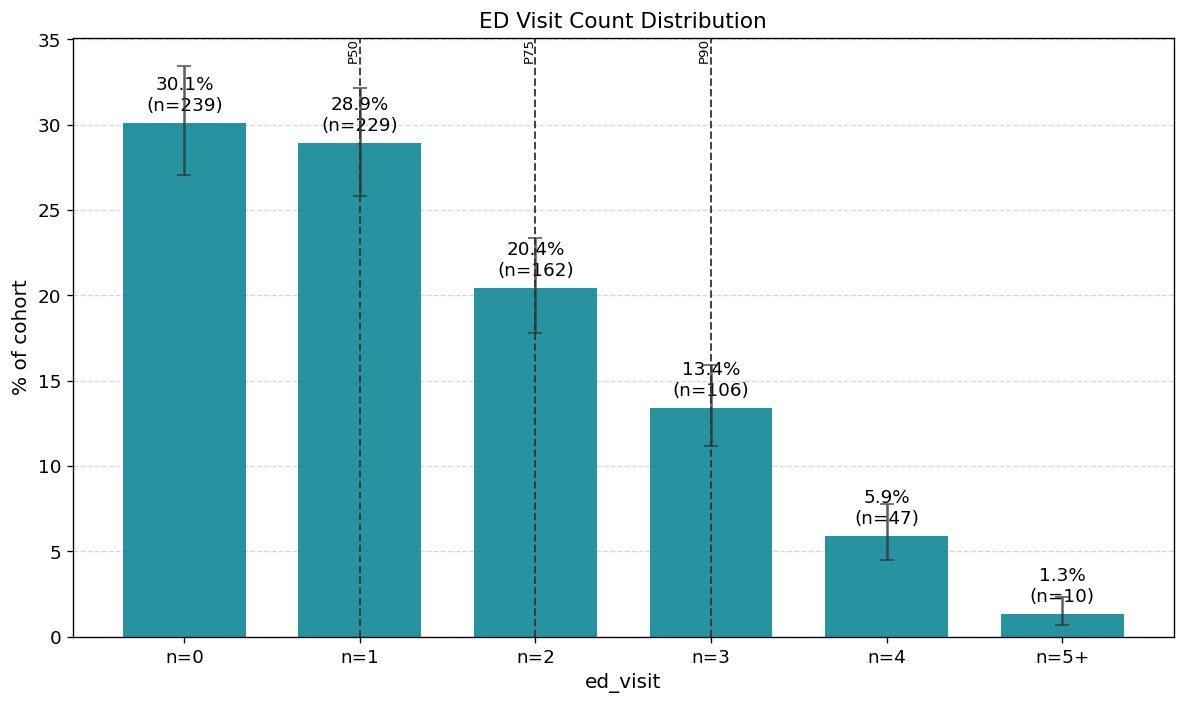 ED Visit Count Distribution
35
30
25
20
15
10
5
0
% of cohort
P50
P75
P90
30.1%
(n=239)
28.9%
(n=229)
20.4%
(n=162)
13.4%
(n=106)
5.9%
(n=47)
1.3%
(n=10)
n=0
n=1
n=2
n=3
n=4
n=5+
ed_visit